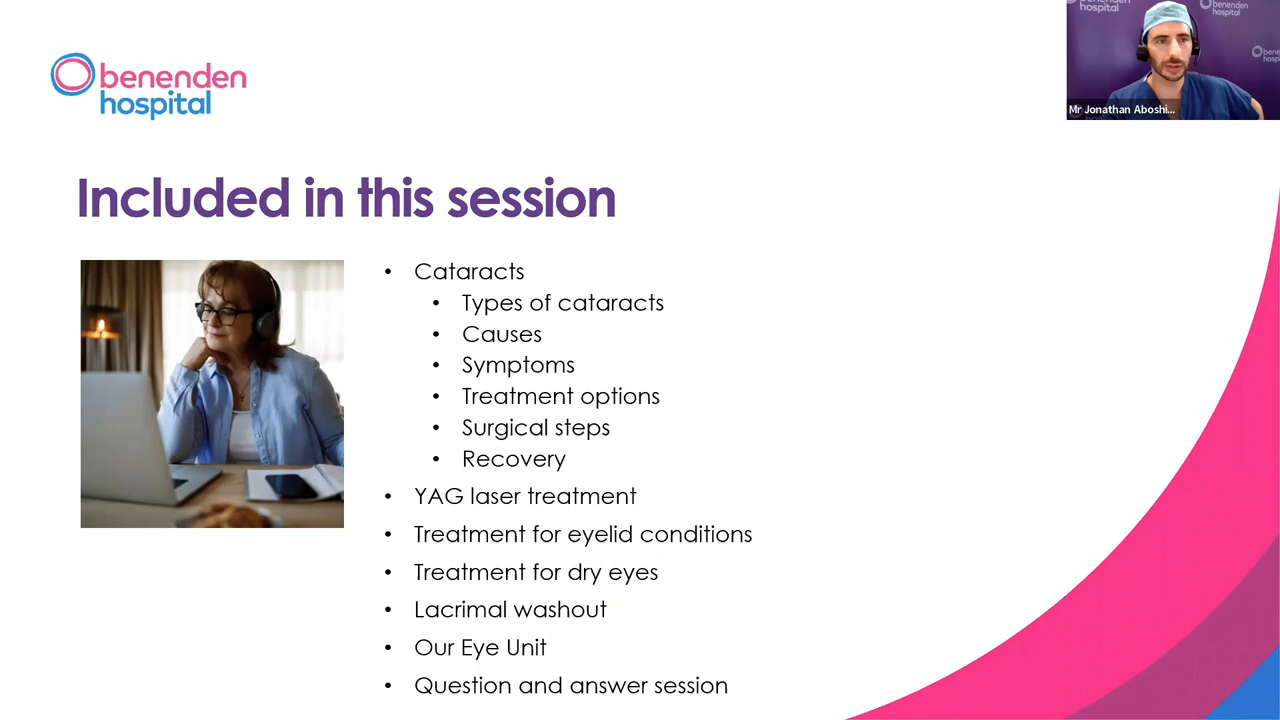 benenden
hospital
hospital
benenden
hospital
benenden
hosp
Mr Jonathan Aboshi...
Included in this session
• Cataracts
• Types of cataracts
• Causes
• Symptoms
• Treatment options
• Surgical steps
• Recovery
• YAG laser treatment
• Treatment for eyelid conditions
• Treatment for dry eyes
• Lacrimal washout
• Our Eye Unit
• Question and answer session